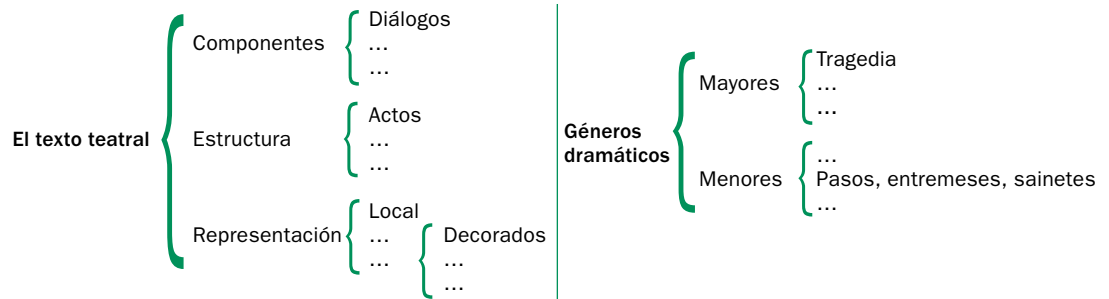 El texto teatral
Componentes
Diálogos
...
...
Estructura
Actos
...
...
Representación
Local
...
...
Decorados
...
...
Géneros
dramáticos
Mayores
Tragedia
...
...
Menores
...
Pasos, entremeses, sainetes
...